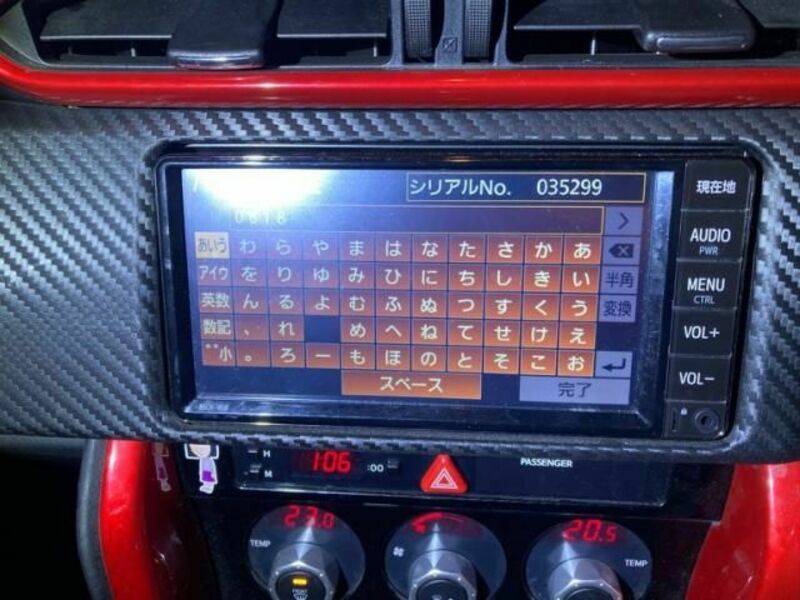 シリアルNo. 035299
0818
あいう わ ら や ま は な た さ か あ
アイウ を り ゆ み ひ に ち し き い 半角
英数 ん る よ む ふ ぬ つ す く う 変換
数記 、 れ め へ ね て せ け え
゛゜小 。 ろ ー も ほ の と そ こ お
スペース 完了
現在地
AUDIO
PWR
MENU
CTRL
VOL+
VOL-
H
M
1:06 :00
PASSENGER
23.0
20.5
TEMP
TEMP